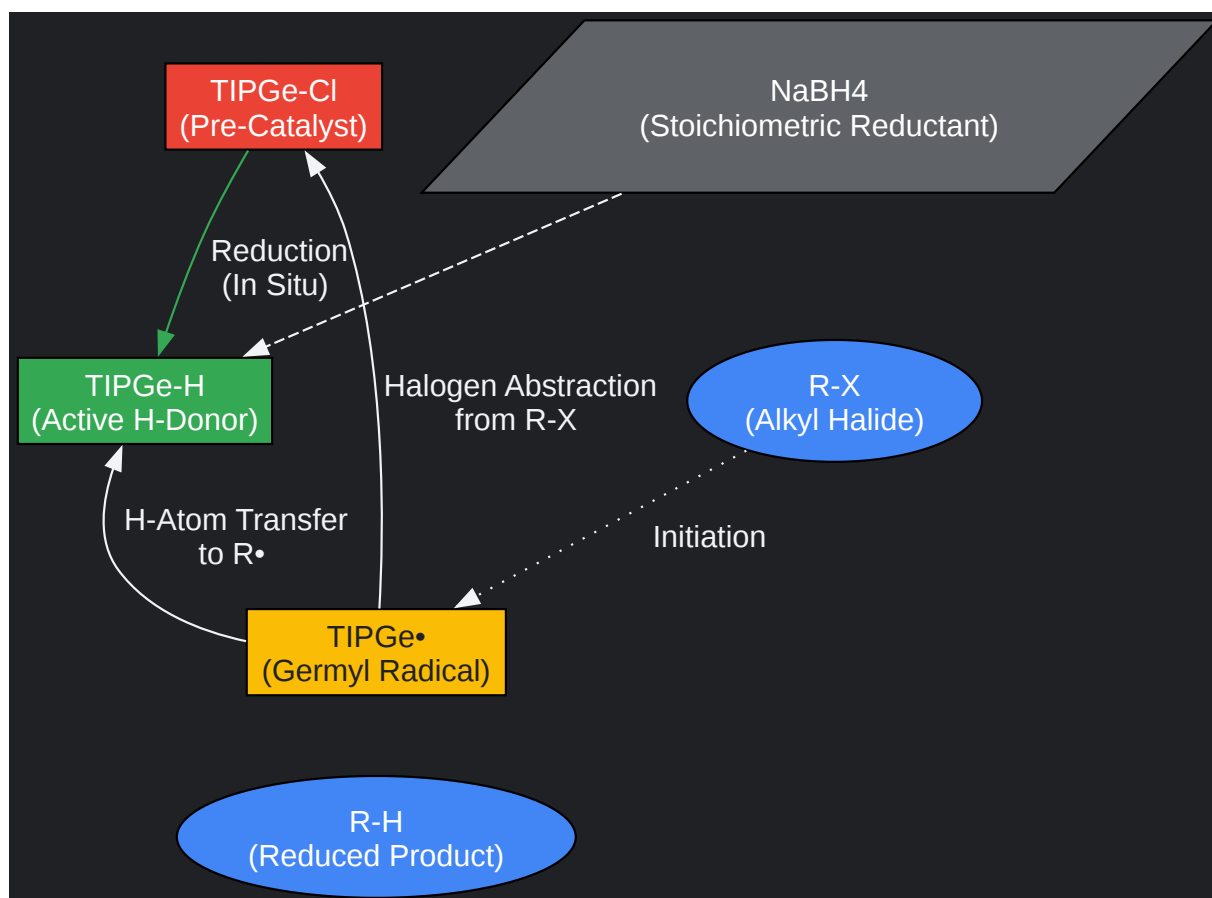 TIPGe-Cl
(Pre-Catalyst)
NaBH4
(Stoichiometric Reductant)
Reduction
(In Situ)
TIPGe-H
(Active H-Donor)
Halogen Abstraction
from R-X
R-X
(Alkyl Halide)
H-Atom Transfer
to R•
Initiation
TIPGe•
(Germyl Radical)
R-H
(Reduced Product)